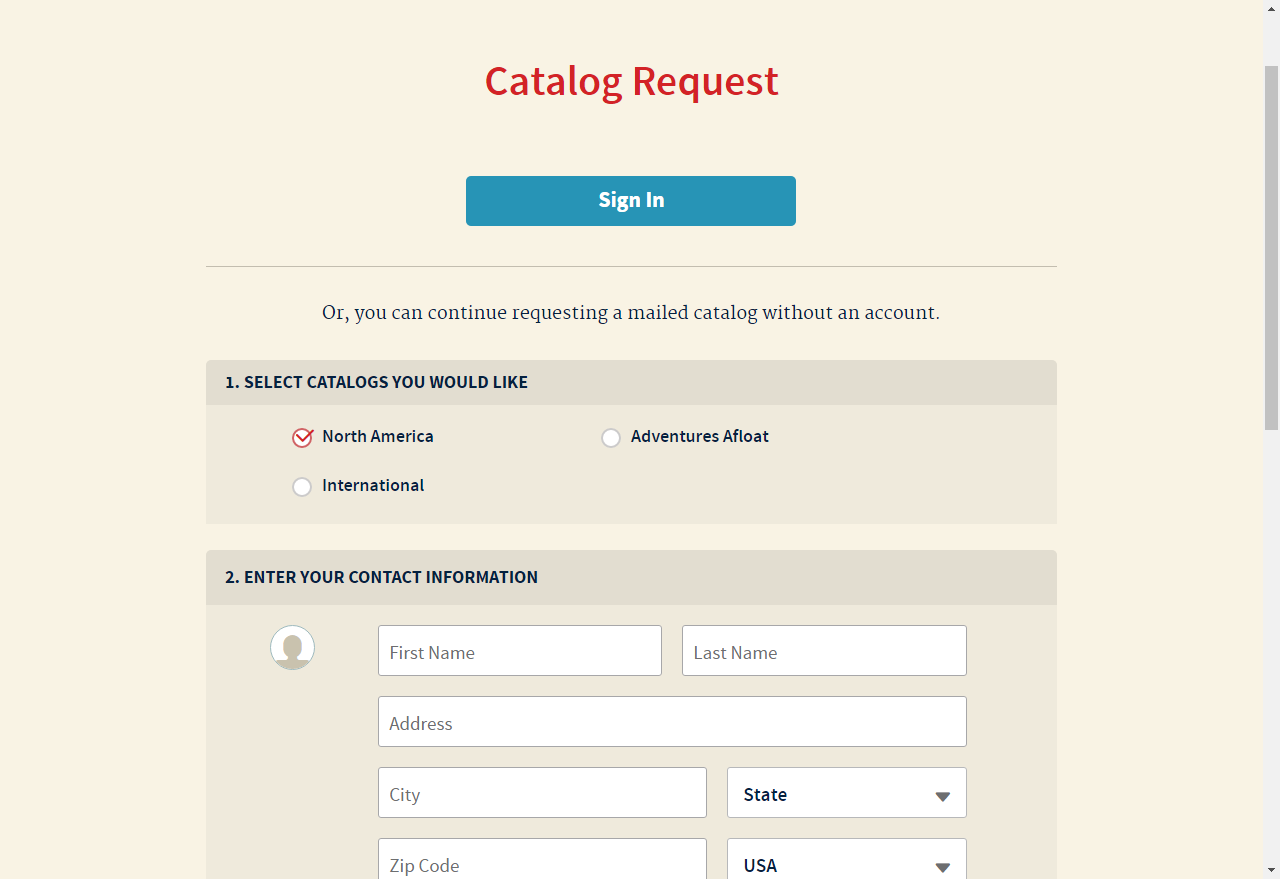 Catalog Request
Sign In
Or, you can continue requesting a mailed catalog without an account.
1. SELECT CATALOGS YOU WOULD LIKE
North America
Adventures Afloat
International
2. ENTER YOUR CONTACT INFORMATION
First Name
Last Name
Address
City
State
Zip Code
USA